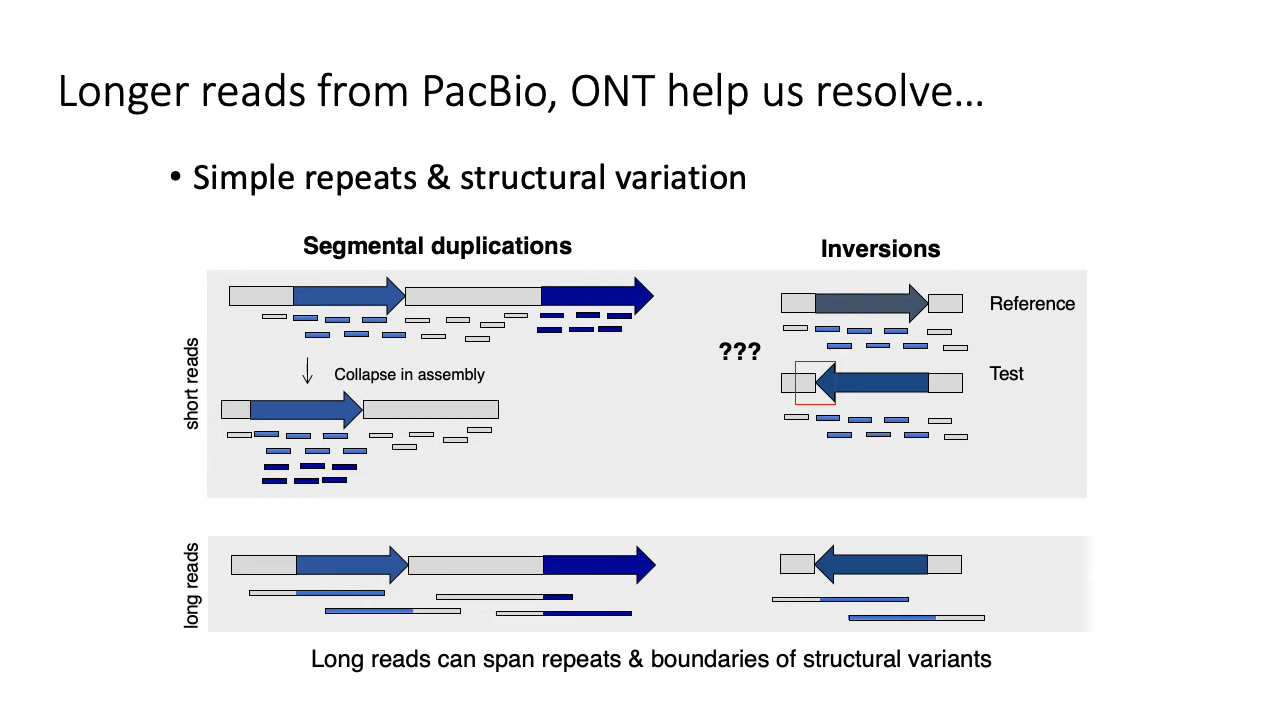 Longer reads from PacBio, ONT help us resolve…
• Simple repeats & structural variation
Segmental duplications
Inversions
short reads
Reference
???
Test
Collapse in assembly
long reads
Long reads can span repeats & boundaries of structural variants